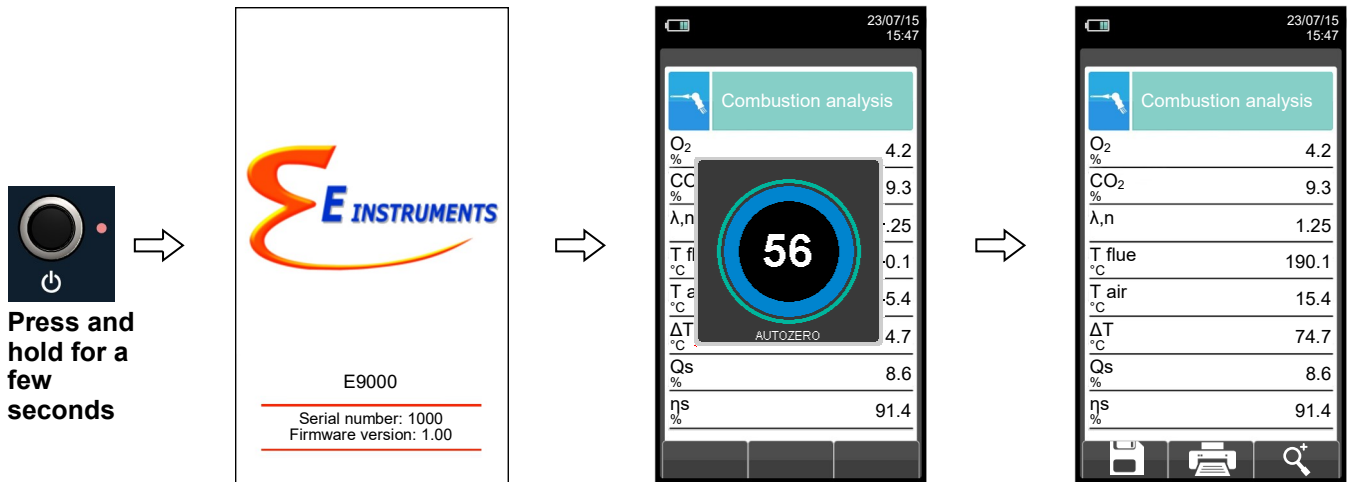 Press and
hold for a
few
seconds
E INSTRUMENTS
E9000
Serial number: 1000
Firmware version: 1.00
23/07/15
15:47
Combustion analysis
O₂
%
4.2
CO
%
9.3
λ,n
.25
T fl
°C
0.1
T a
°C
5.4
ΔT
°C
4.7
Qs
%
8.6
ηs
%
91.4
56
AUTOZERO
23/07/15
15:47
Combustion analysis
O₂
%
4.2
CO₂
%
9.3
λ,n
1.25
T flue
°C
190.1
T air
°C
15.4
ΔT
°C
74.7
Qs
%
8.6
ηs
%
91.4